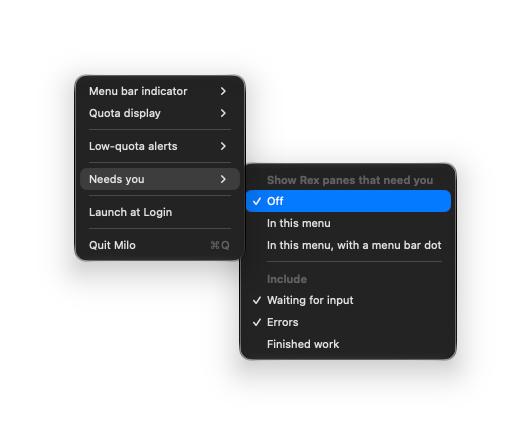 Menu bar indicator
Quota display
Low-quota alerts
Needs you
Launch at Login
Quit Milo ⌘Q
Show Rex panes that need you
Off
In this menu
In this menu, with a menu bar dot
Include
Waiting for input
Errors
Finished work